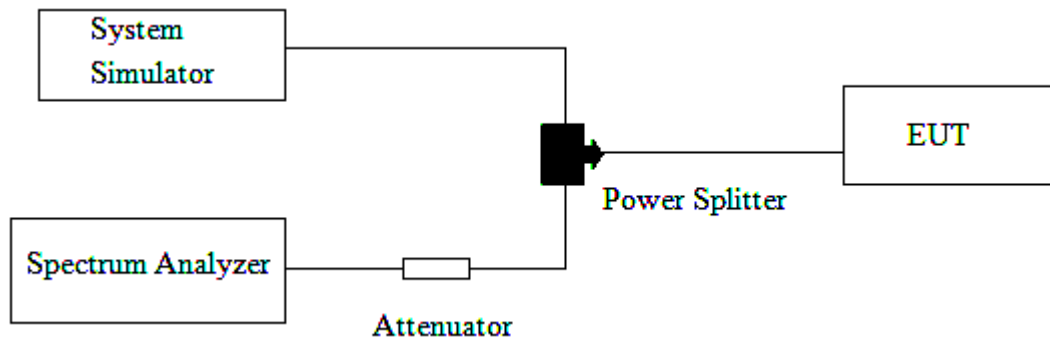 System
Simulator
EUT
Power Splitter
Spectrum Analyzer
Attenuator